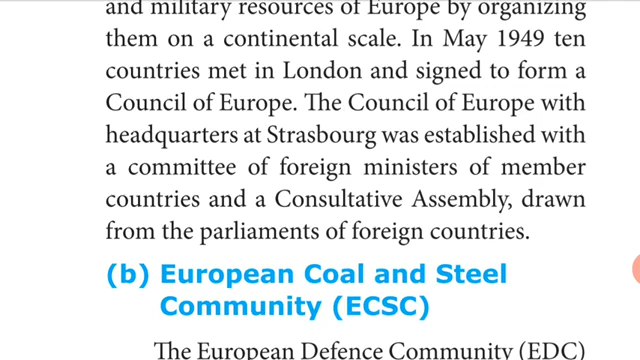 and military resources of Europe by organizing
them on a continental scale. In May 1949 ten
countries met in London and signed to form a
Council of Europe. The Council of Europe with
headquarters at Strasbourg was established with
a committee of foreign ministers of member
countries and a Consultative Assembly, drawn
from the parliaments of foreign countries.
(b) European Coal and Steel
Community (ECSC)
The European Defence Community (EDC)